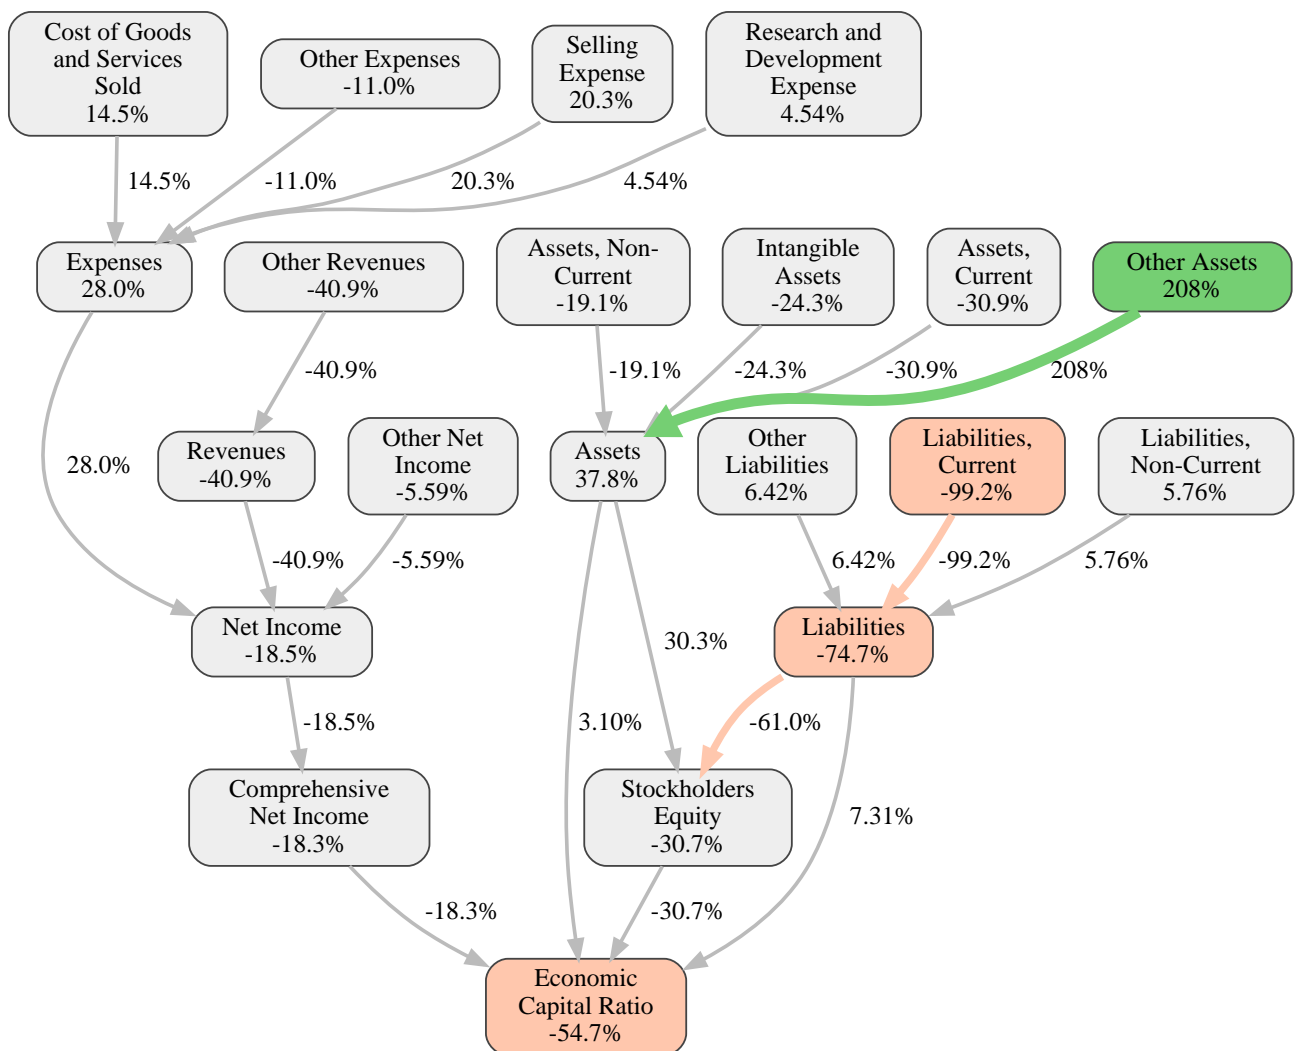 Cost of Goods
and Services
Sold
14.5%
Other Expenses
-11.0%
Selling
Expense
20.3%
Research and
Development
Expense
4.54%
14.5%
-11.0%
20.3%
4.54%
Expenses
28.0%
Other Revenues
-40.9%
Assets, Non-
Current
-19.1%
Intangible
Assets
-24.3%
Assets,
Current
-30.9%
Other Assets
208%
-40.9%
-19.1%
-24.3%
-30.9%
208%
28.0%
Revenues
-40.9%
Other Net
Income
-5.59%
Assets
37.8%
Other
Liabilities
6.42%
Liabilities,
Current
-99.2%
Liabilities,
Non-Current
5.76%
-40.9%
-5.59%
6.42%
-99.2%
5.76%
Net Income
-18.5%
30.3%
Liabilities
-74.7%
-18.5%
3.10%
-61.0%
Comprehensive
Net Income
-18.3%
Stockholders
Equity
-30.7%
7.31%
-18.3%
-30.7%
Economic
Capital Ratio
-54.7%